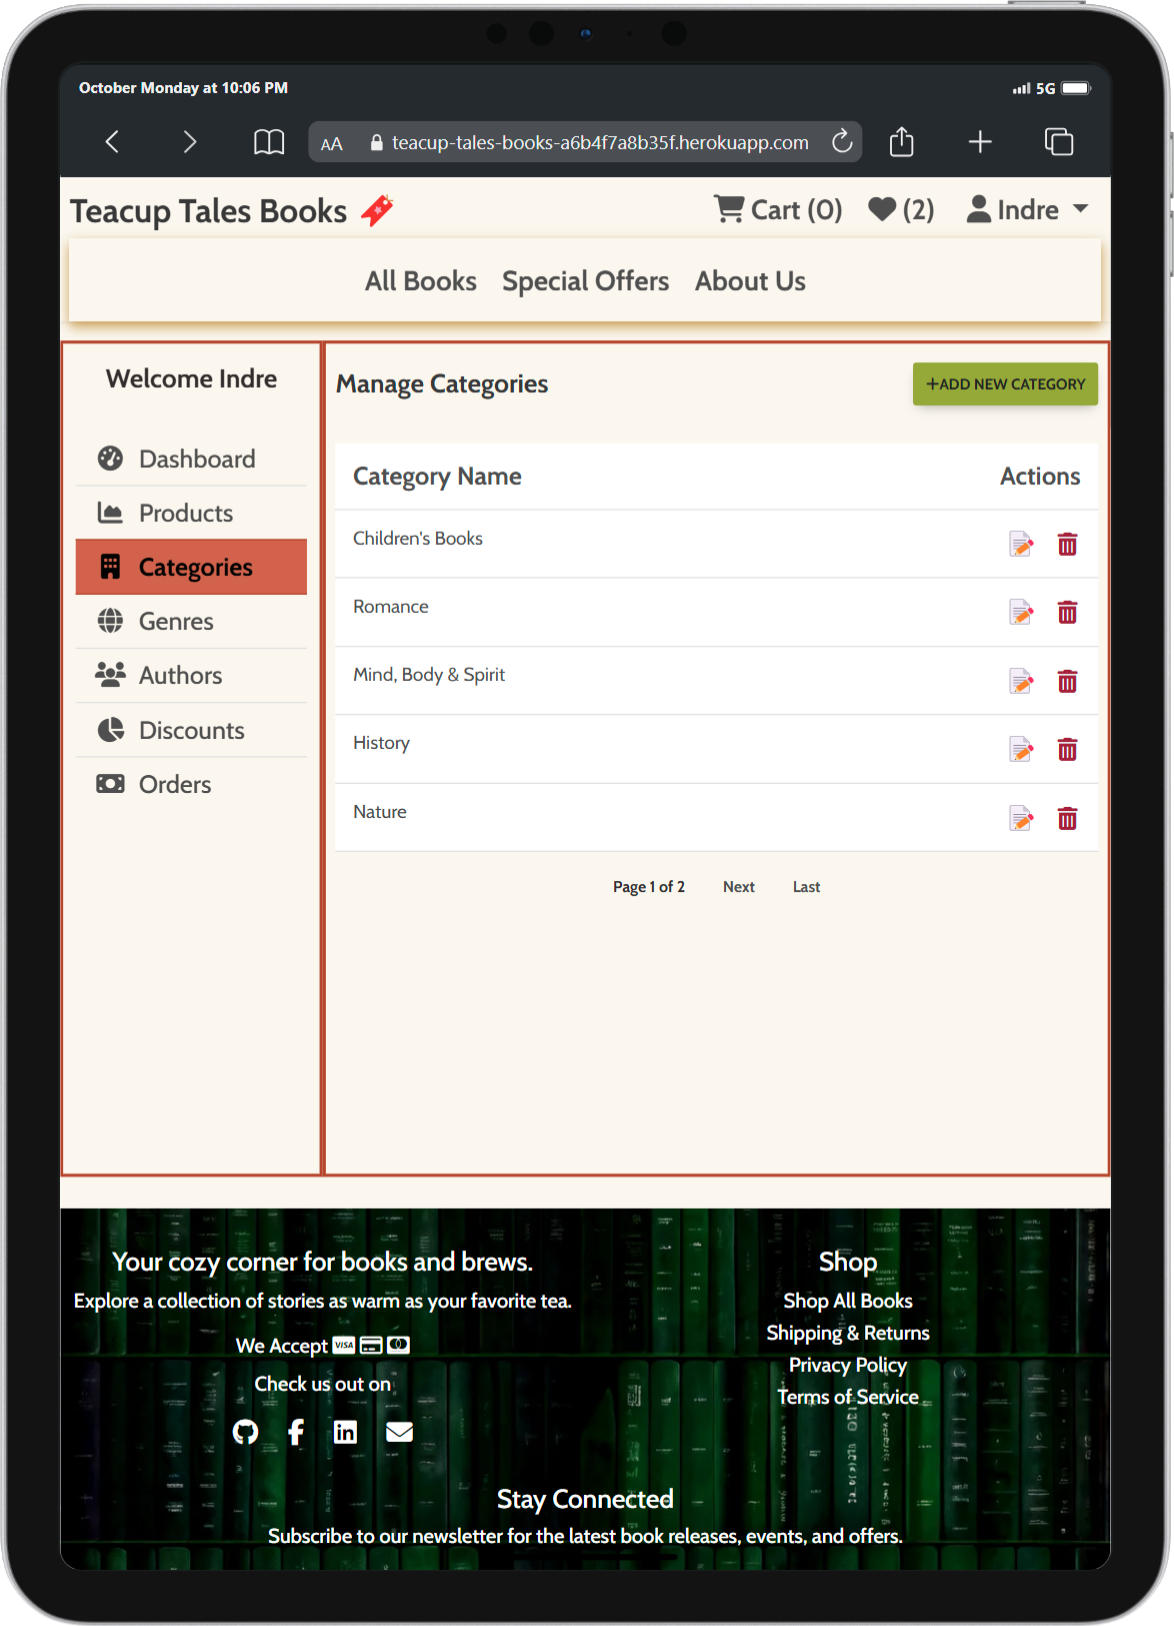 October Monday at 10:06 PM
5G
AA teacup-tales-books-a6b4f7a8b35f.herokuapp.com
Teacup Tales Books Cart (0) (2) Indre
All Books Special Offers About Us
Welcome Indre
Dashboard
Products
Categories
Genres
Authors
Discounts
Orders
Manage Categories +ADD NEW CATEGORY
Category Name Actions
Children's Books
Romance
Mind, Body & Spirit
History
Nature
Page 1 of 2 Next Last
Your cozy corner for books and brews.
Explore a collection of stories as warm as your favorite tea.
We Accept VISA
Check us out on
in
Shop
Shop All Books
Shipping & Returns
Privacy Policy
Terms of Service
Stay Connected
Subscribe to our newsletter for the latest book releases, events, and offers.